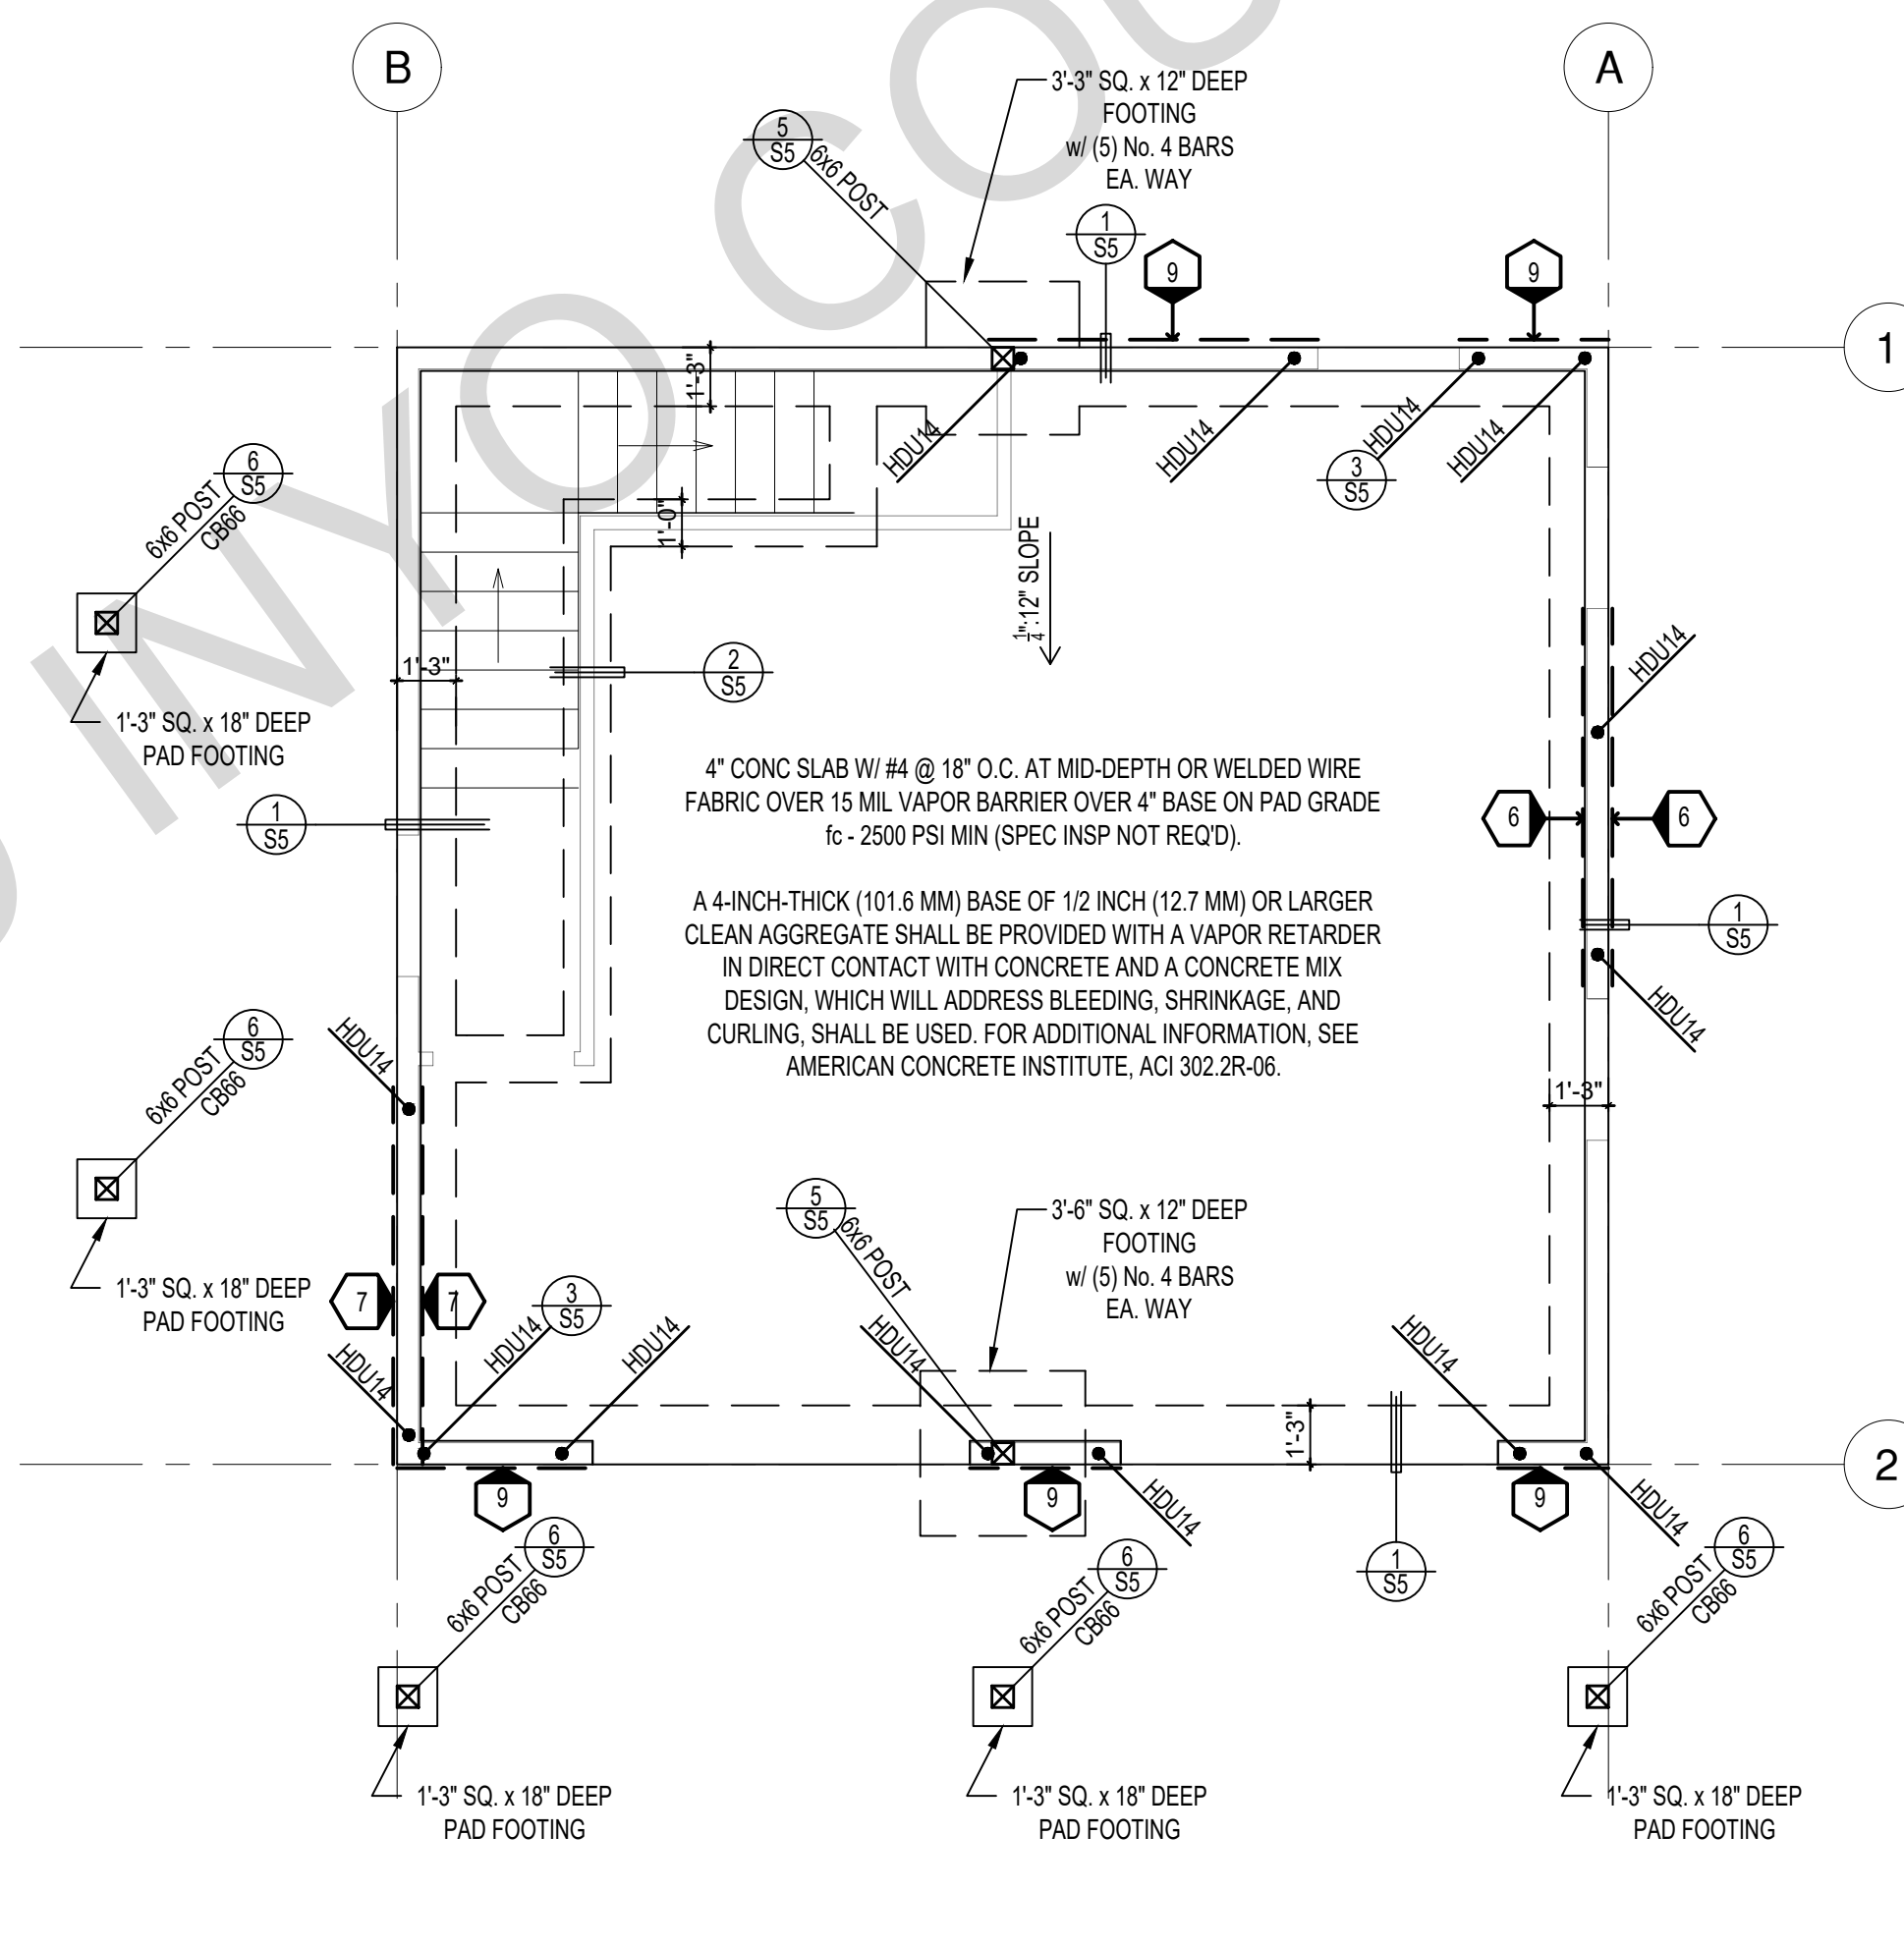 B
A
3'-3" SQ. x 12" DEEP
FOOTING
w/ (5) No. 4 BARS
EA. WAY
5
S5
6x6 POST
1
S5
9
9
1
1'-3"
HDU14
HDU14
HDU14
HDU14
3
S5
6
S5
6x6 POST
CB66
1'-0"
1/4":12" SLOPE
1'-3"
2
S5
1'-3" SQ. x 18" DEEP
PAD FOOTING
HDU14
4" CONC SLAB W/ #4 @ 18" O.C. AT MID-DEPTH OR WELDED WIRE
FABRIC OVER 15 MIL VAPOR BARRIER OVER 4" BASE ON PAD GRADE
fc - 2500 PSI MIN (SPEC INSP NOT REQ'D).
1
S5
6
6
A 4-INCH-THICK (101.6 MM) BASE OF 1/2 INCH (12.7 MM) OR LARGER
CLEAN AGGREGATE SHALL BE PROVIDED WITH A VAPOR RETARDER
IN DIRECT CONTACT WITH CONCRETE AND A CONCRETE MIX
DESIGN, WHICH WILL ADDRESS BLEEDING, SHRINKAGE, AND
CURLING, SHALL BE USED. FOR ADDITIONAL INFORMATION, SEE
AMERICAN CONCRETE INSTITUTE, ACI 302.2R-06.
1
S5
HDU14
6
S5
6x6 POST
CB66
HDU14
1'-3"
1'-3" SQ. x 18" DEEP
PAD FOOTING
5
S5
6x6 POST
3'-6" SQ. x 12" DEEP
FOOTING
w/ (5) No. 4 BARS
EA. WAY
7
7
3
S5
HDU14
HDU14
HDU14
HDU14
HDU14
1'-3"
2
9
9
9
HDU14
HDU14
6
S5
6x6 POST
CB66
6
S5
6x6 POST
CB66
1
S5
6
S5
6x6 POST
CB66
1'-3" SQ. x 18" DEEP
PAD FOOTING
1'-3" SQ. x 18" DEEP
PAD FOOTING
1'-3" SQ. x 18" DEEP
PAD FOOTING
INYO COU